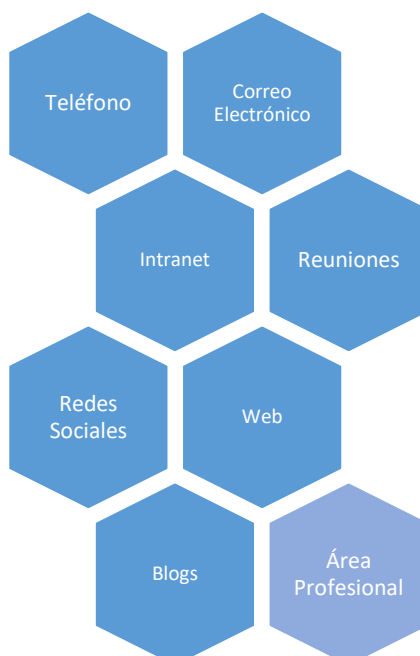 Teléfono
Correo
Electrónico
Intranet
Reuniones
Redes
Sociales
Web
Blogs
Área
Profesional